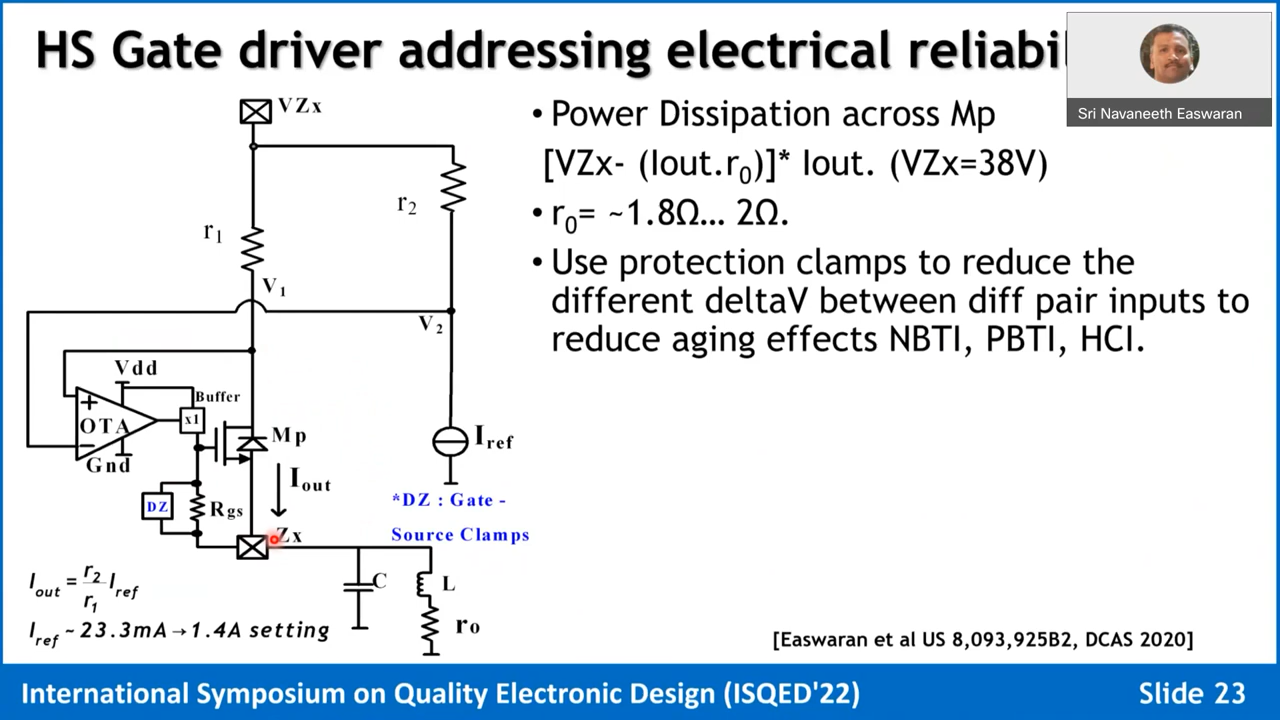 HS Gate driver addressing electrical reliabi
Sri Navaneeth Easwaran
VZx
r2
r1
V1
V2
Vdd
Buffer
+
OTA
x1
−
Gnd
Mp
Iref
Iout
DZ
Rgs
*DZ : Gate -
Source Clamps
Zx
C
L
ro
Iout = r2/r1 Iref
Iref ~ 23.3mA → 1.4A setting
• Power Dissipation across Mp
[VZx- (Iout.r0)]* Iout. (VZx=38V)
• r0= ~1.8Ω... 2Ω.
• Use protection clamps to reduce the
different deltaV between diff pair inputs to
reduce aging effects NBTI, PBTI, HCI.
[Easwaran et al US 8,093,925B2, DCAS 2020]
International Symposium on Quality Electronic Design (ISQED'22)
Slide 23